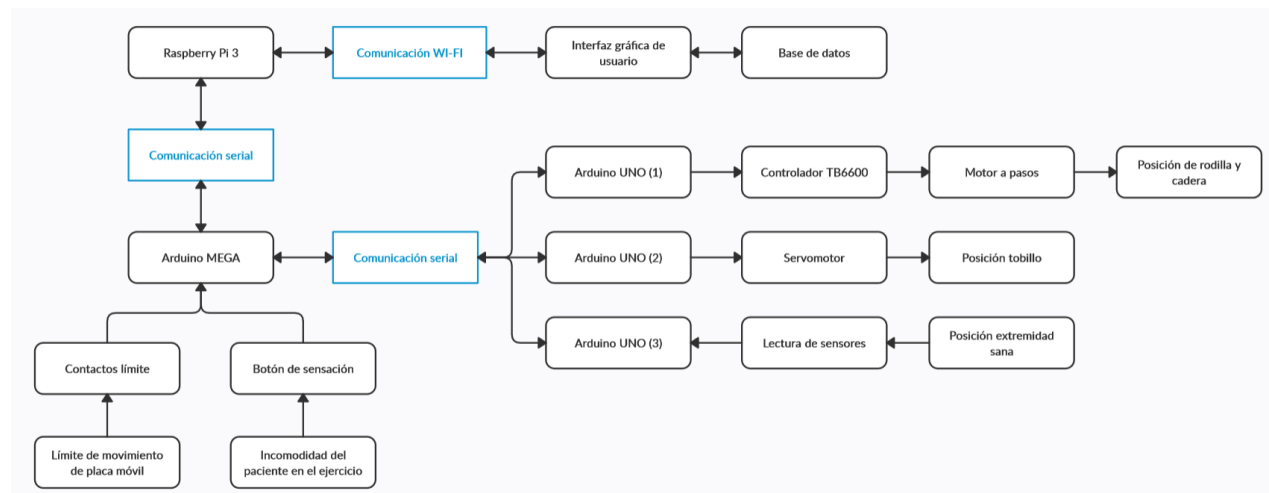 Raspberry Pi 3
Comunicación WI-FI
Interfaz gráfica de
usuario
Base de datos
Comunicación serial
Arduino UNO (1)
Controlador TB6600
Motor a pasos
Posición de rodilla y
cadera
Arduino MEGA
Comunicación serial
Arduino UNO (2)
Servomotor
Posición tobillo
Arduino UNO (3)
Lectura de sensores
Posición extremidad
sana
Contactos límite
Botón de sensación
Límite de movimiento
de placa móvil
Incomodidad del
paciente en el ejercicio